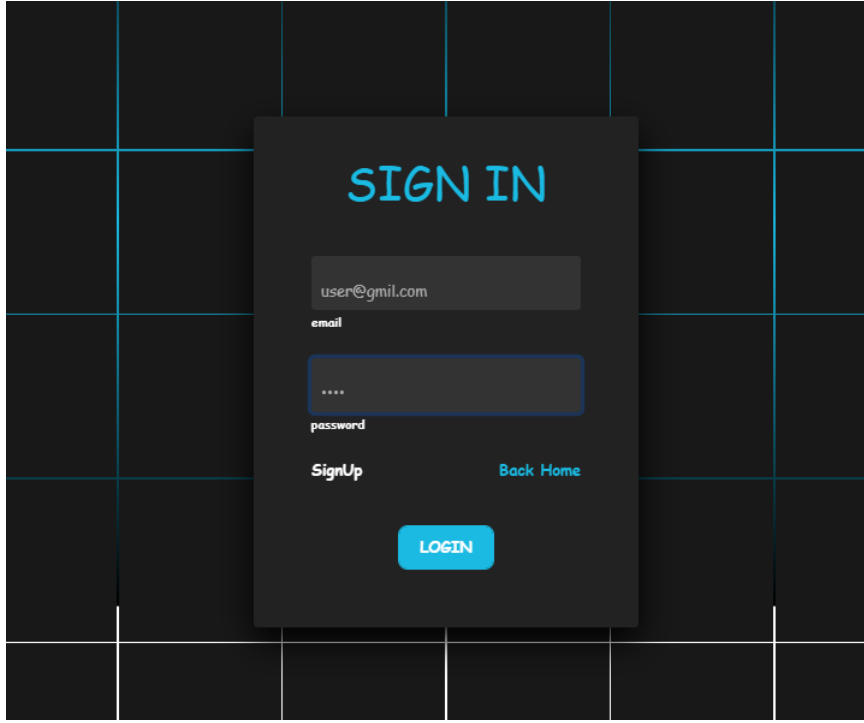 SIGN IN
user@gmil.com
email
....
password
SignUp Back Home
LOGIN